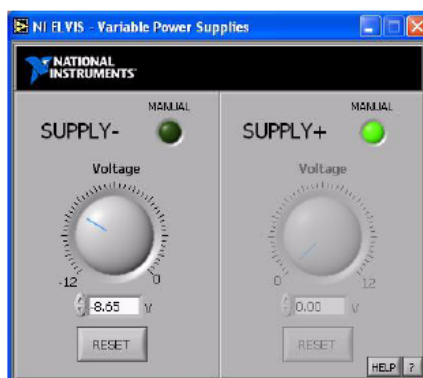 NI ELVIS - Variable Power Supplies
NATIONAL
INSTRUMENTS
MANUAL
SUPPLY-
Voltage
-12 0
-8.65 V
RESET
MANUAL
SUPPLY+
Voltage
0 12
0.00 V
RESET
HELP ?